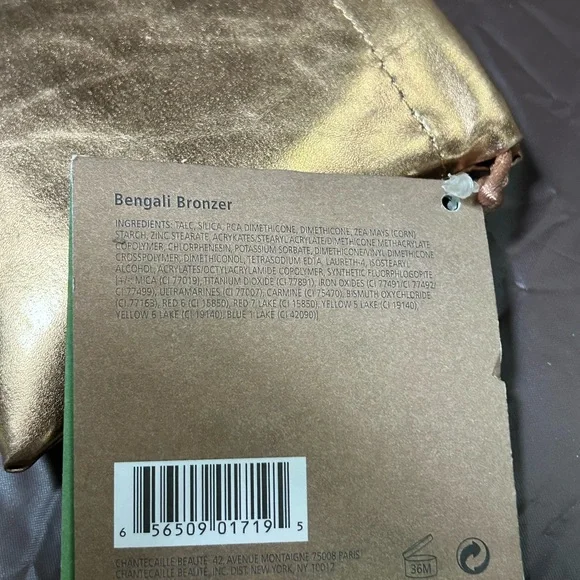 Bengali Bronzer
INGREDIENTS: TALC, SILICA, PCA DIMETHICONE, DIMETHICONE, ZEA MAYS (CORN)
STARCH, ZINC STEARATE, ACRYKATES/STEARYL ACRYLATE/DIMETHICONE METHACRYLATE
COPOLYMER, CHLORPHENESIN, POTASSIUM SORBATE, DIMETHICONE/VINYL DIMETHICONE
CROSSPOLYMER, DIMETHICONOL, TETRASODIUM EDTA, LAURETH-4, ISOSTEARYL
ALCOHOL, ACRYLATES/OCTYLACRYLAMIDE COPOLYMER, SYNTHETIC FLUORPHLOGOPITE
[+/- MICA (CI 77019), TITANIUM DIOXIDE (CI 77891), IRON OXIDES (CI 77491/CI 77492/
CI 77499), ULTRAMARINES (CI 77007), CARMINE (CI 75470), BISMUTH OXYCHLORIDE
(CI 77163), RED 6 (CI 15850), RED 7 LAKE (CI 15850), YELLOW 5 LAKE (CI 19140),
YELLOW 6 LAKE (CI 19140), BLUE 1 LAKE (CI 42090)]
6 56509 01719 5
CHANTECAILLE BEAUTÉ 42, AVENUE MONTAIGNE 75008 PARIS
CHANTECAILLE BEAUTÉ, INC. DIST. NEW YORK, NY 10012
36M